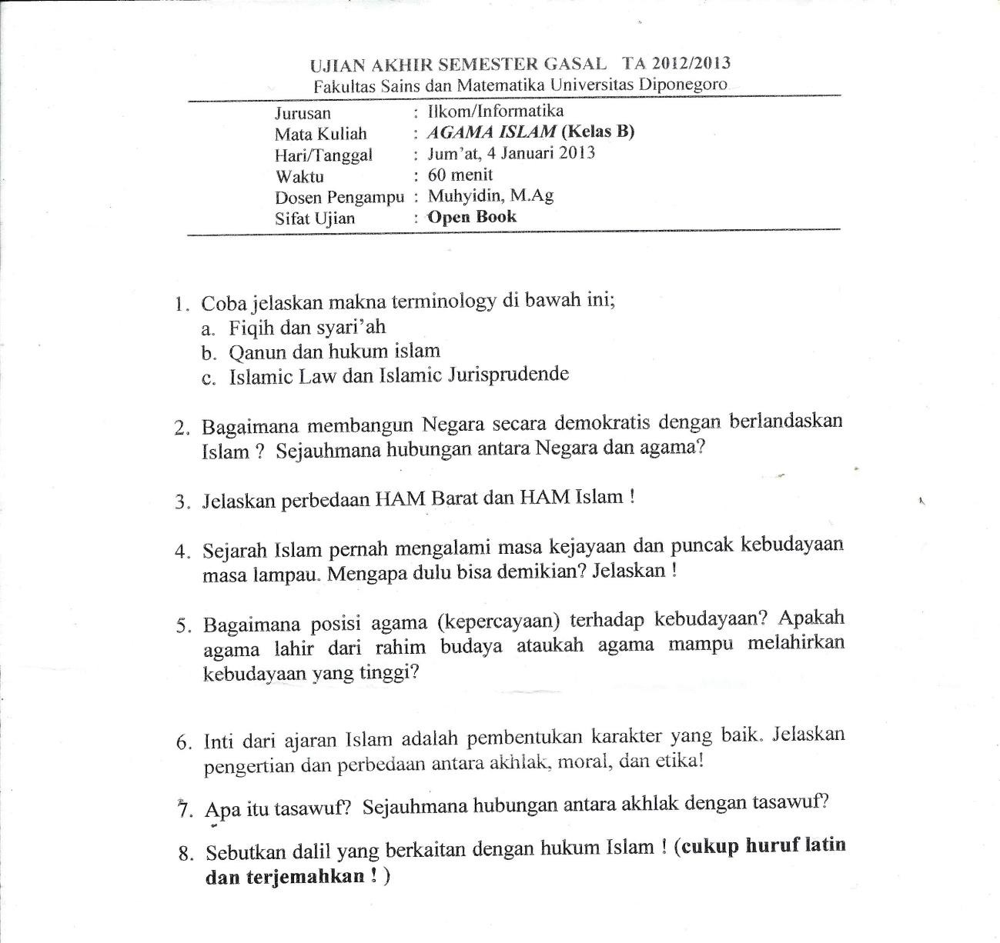 UJIAN AKHIR SEMESTER GASAL TA 2012/2013
Fakultas Sains dan Matematika Universitas Diponegoro
Jurusan : Ilkom/Informatika
Mata Kuliah : AGAMA ISLAM (Kelas B)
Hari/Tanggal : Jum'at, 4 Januari 2013
Waktu : 60 menit
Dosen Pengampu : Muhyidin, M.Ag
Sifat Ujian : Open Book
1. Coba jelaskan makna terminology di bawah ini;
a. Fiqih dan syari'ah
b. Qanun dan hukum islam
c. Islamic Law dan Islamic Jurisprudende
2. Bagaimana membangun Negara secara demokratis dengan berlandaskan
Islam ? Sejauhmana hubungan antara Negara dan agama?
3. Jelaskan perbedaan HAM Barat dan HAM Islam !
4. Sejarah Islam pernah mengalami masa kejayaan dan puncak kebudayaan
masa lampau. Mengapa dulu bisa demikian? Jelaskan !
5. Bagaimana posisi agama (kepercayaan) terhadap kebudayaan? Apakah
agama lahir dari rahim budaya ataukah agama mampu melahirkan
kebudayaan yang tinggi?
6. Inti dari ajaran Islam adalah pembentukan karakter yang baik. Jelaskan
pengertian dan perbedaan antara akhlak, moral, dan etika!
7. Apa itu tasawuf? Sejauhmana hubungan antara akhlak dengan tasawuf?
8. Sebutkan dalil yang berkaitan dengan hukum Islam ! (cukup huruf latin
dan terjemahkan ! )